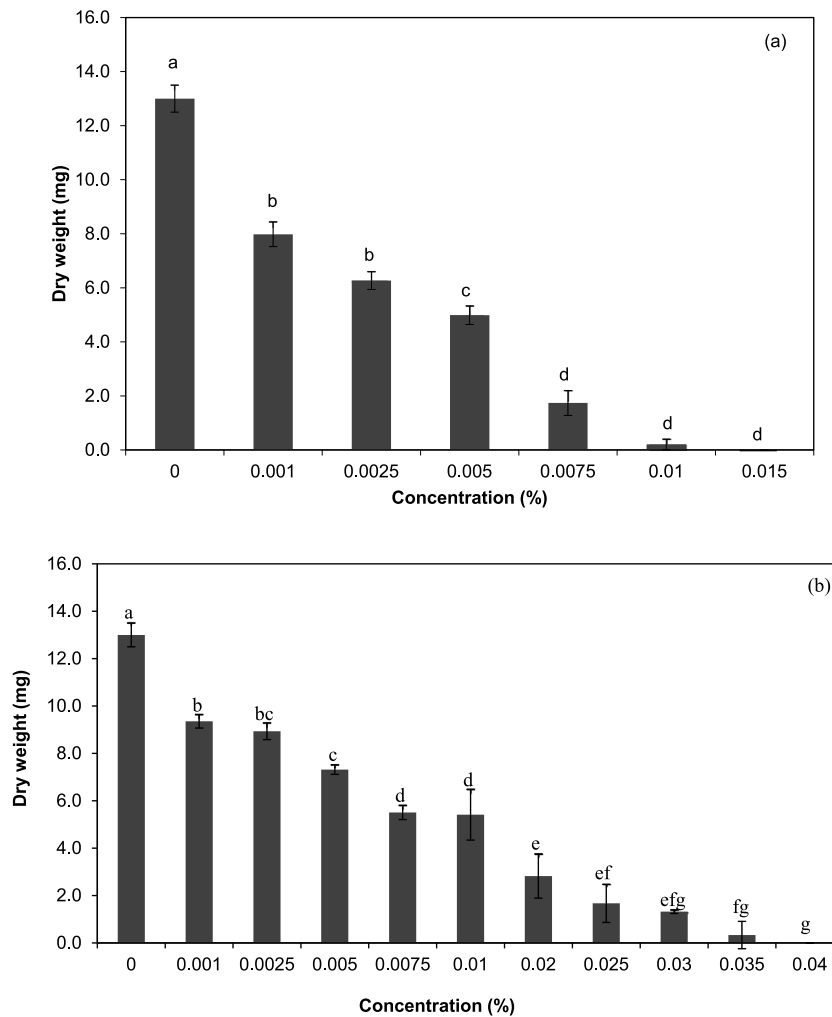 16.0
(a)
a
14.0
12.0
10.0
b
8.0
b
6.0
c
4.0
d
2.0
d
d
0.0
0 0.001 0.0025 0.005 0.0075 0.01 0.015
Dry weight (mg)
Concentration (%)
16.0
(b)
a
14.0
12.0
b
bc
10.0
8.0
c
d
d
6.0
4.0
e
ef
efg
2.0
fg
g
0.0
0 0.001 0.0025 0.005 0.0075 0.01 0.02 0.025 0.03 0.035 0.04
Dry weight (mg)
Concentration (%)